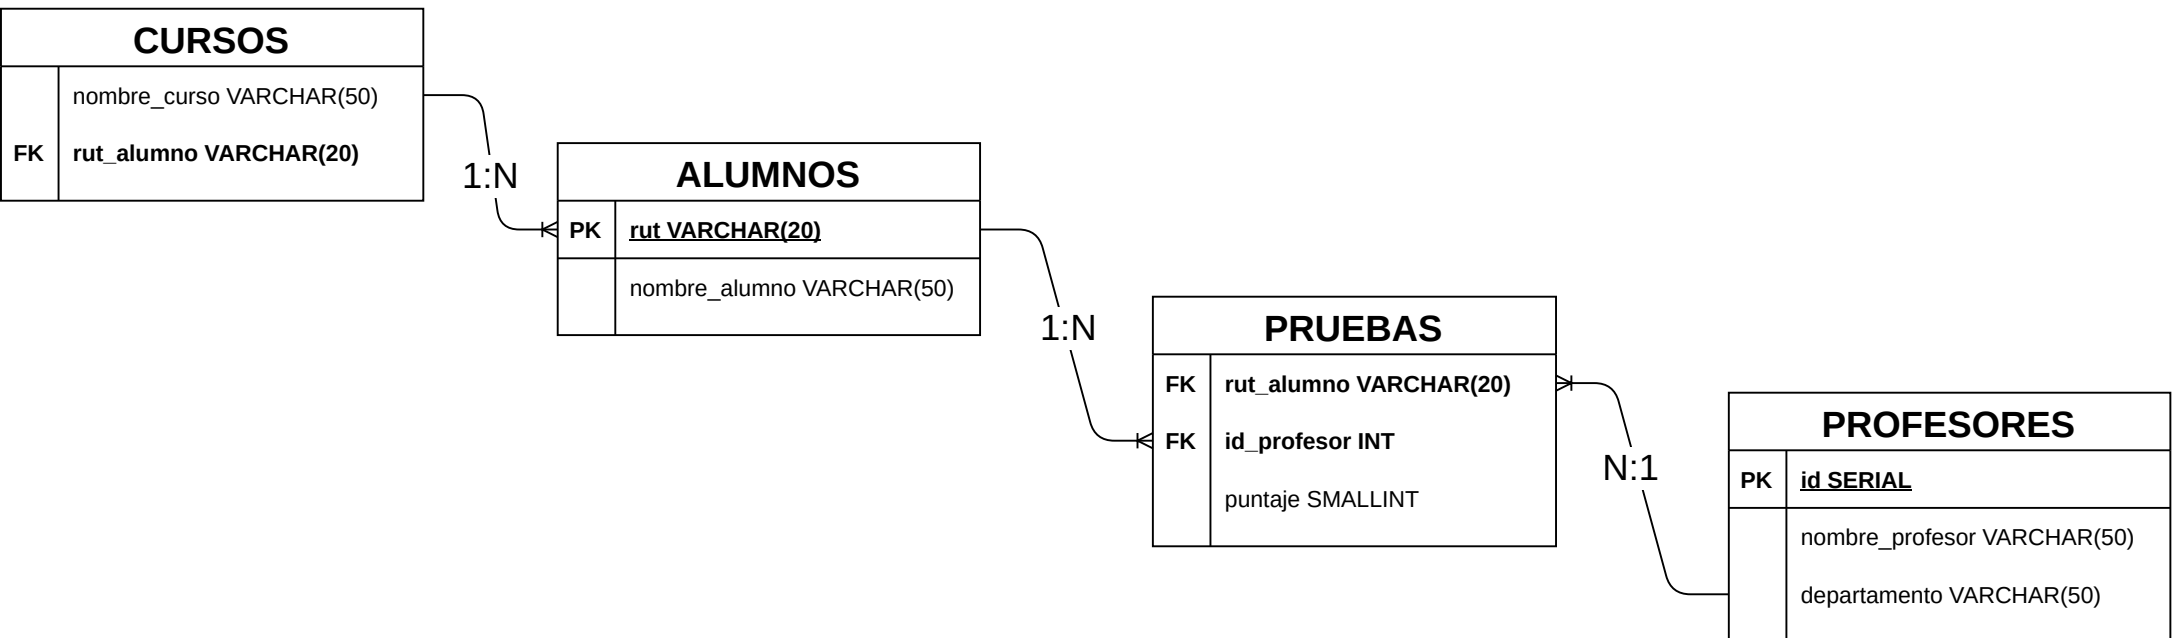 CURSOS
nombre_curso VARCHAR(50)
FK rut_alumno VARCHAR(20)
1:N
ALUMNOS
PK rut VARCHAR(20)
nombre_alumno VARCHAR(50)
1:N
PRUEBAS
FK rut_alumno VARCHAR(20)
FK id_profesor INT
puntaje SMALLINT
N:1
PROFESORES
PK id SERIAL
nombre_profesor VARCHAR(50)
departamento VARCHAR(50)